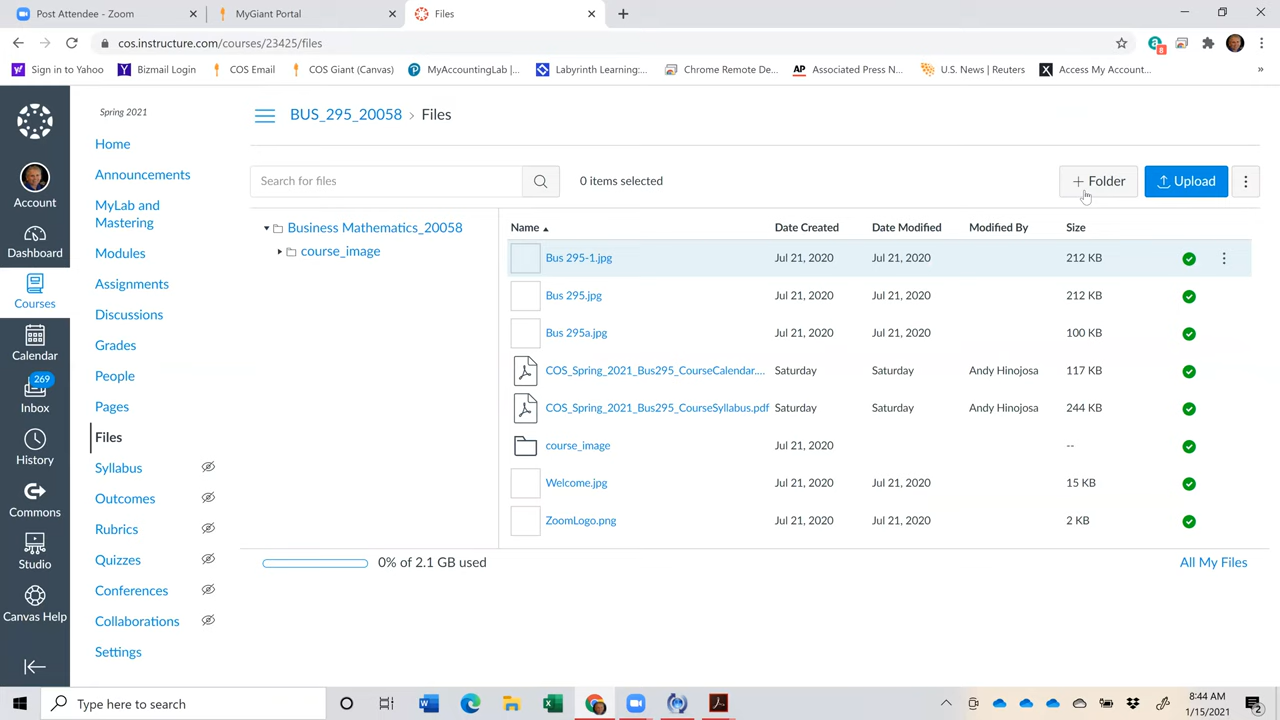 Post Attendee - Zoom
MyGiant Portal
Files
cos.instructure.com/courses/23425/files
8
Sign in to Yahoo
Bizmail Login
COS Email
COS Giant (Canvas)
MyAccountingLab |...
Labyrinth Learning:...
Chrome Remote De...
AP
Associated Press N...
U.S. News | Reuters
Access My Account...
»
Account
Dashboard
Courses
Calendar
269
Inbox
History
Commons
Studio
Canvas Help
Spring 2021
Home
Announcements
MyLab and
Mastering
Modules
Assignments
Discussions
Grades
People
Pages
Files
Syllabus
Outcomes
Rubrics
Quizzes
Conferences
Collaborations
Settings
BUS_295_20058 > Files
Search for files
0 items selected
+ Folder
Upload
Business Mathematics_20058
course_image
Name Date Created Date Modified Modified By Size
Bus 295-1.jpg Jul 21, 2020 Jul 21, 2020 212 KB
Bus 295.jpg Jul 21, 2020 Jul 21, 2020 212 KB
Bus 295a.jpg Jul 21, 2020 Jul 21, 2020 100 KB
COS_Spring_2021_Bus295_CourseCalendar.... Saturday Saturday Andy Hinojosa 117 KB
COS_Spring_2021_Bus295_CourseSyllabus.pdf Saturday Saturday Andy Hinojosa 244 KB
course_image Jul 21, 2020 --
Welcome.jpg Jul 21, 2020 Jul 21, 2020 15 KB
ZoomLogo.png Jul 21, 2020 Jul 21, 2020 2 KB
0% of 2.1 GB used
All My Files
Type here to search
8:44 AM
1/15/2021
2